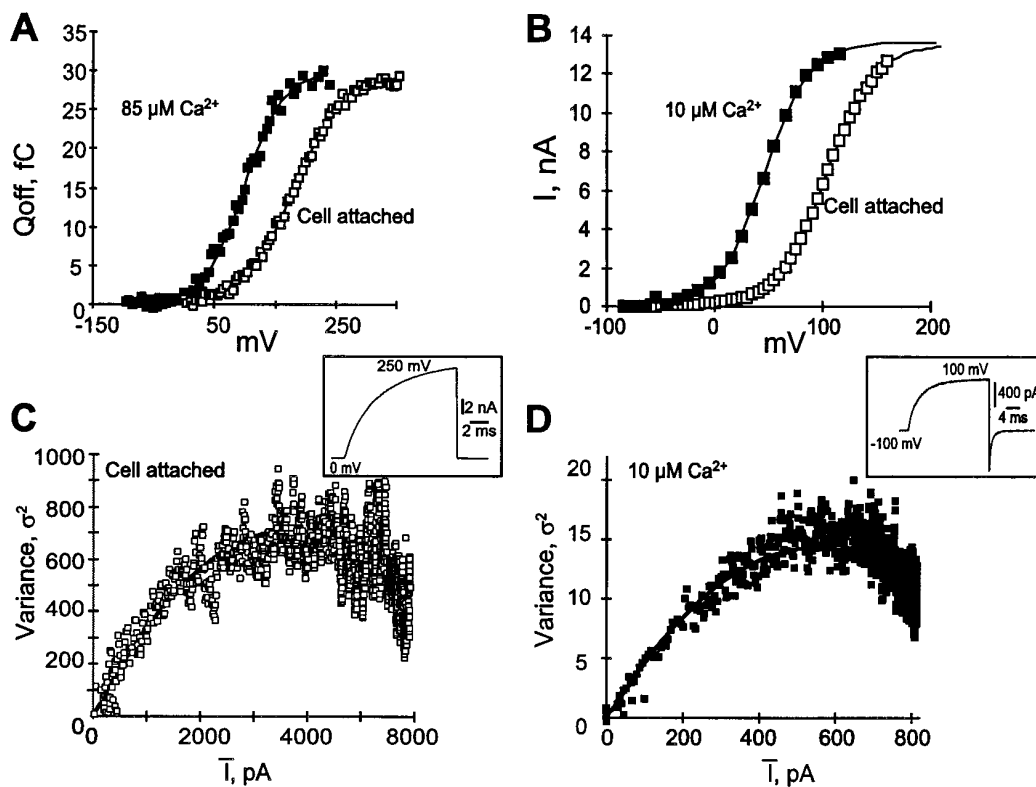 A
35
30
25
20
15
10
5
0
Qoff, fC
85 µM Ca2+
Cell attached
-150
50
250
mV
B
14
12
10
8
6
4
2
0
I, nA
10 µM Ca2+
Cell attached
-100
0
100
200
mV
C
250 mV
2 nA
2 ms
0 mV
1000
800
600
400
200
0
Variance, σ2
Cell attached
0
2000
4000
8000
I, pA
D
100 mV
400 pA
4 ms
-100 mV
20
15
10
5
0
Variance, σ2
10 µM Ca2+
0
200
400
600
800
I, pA